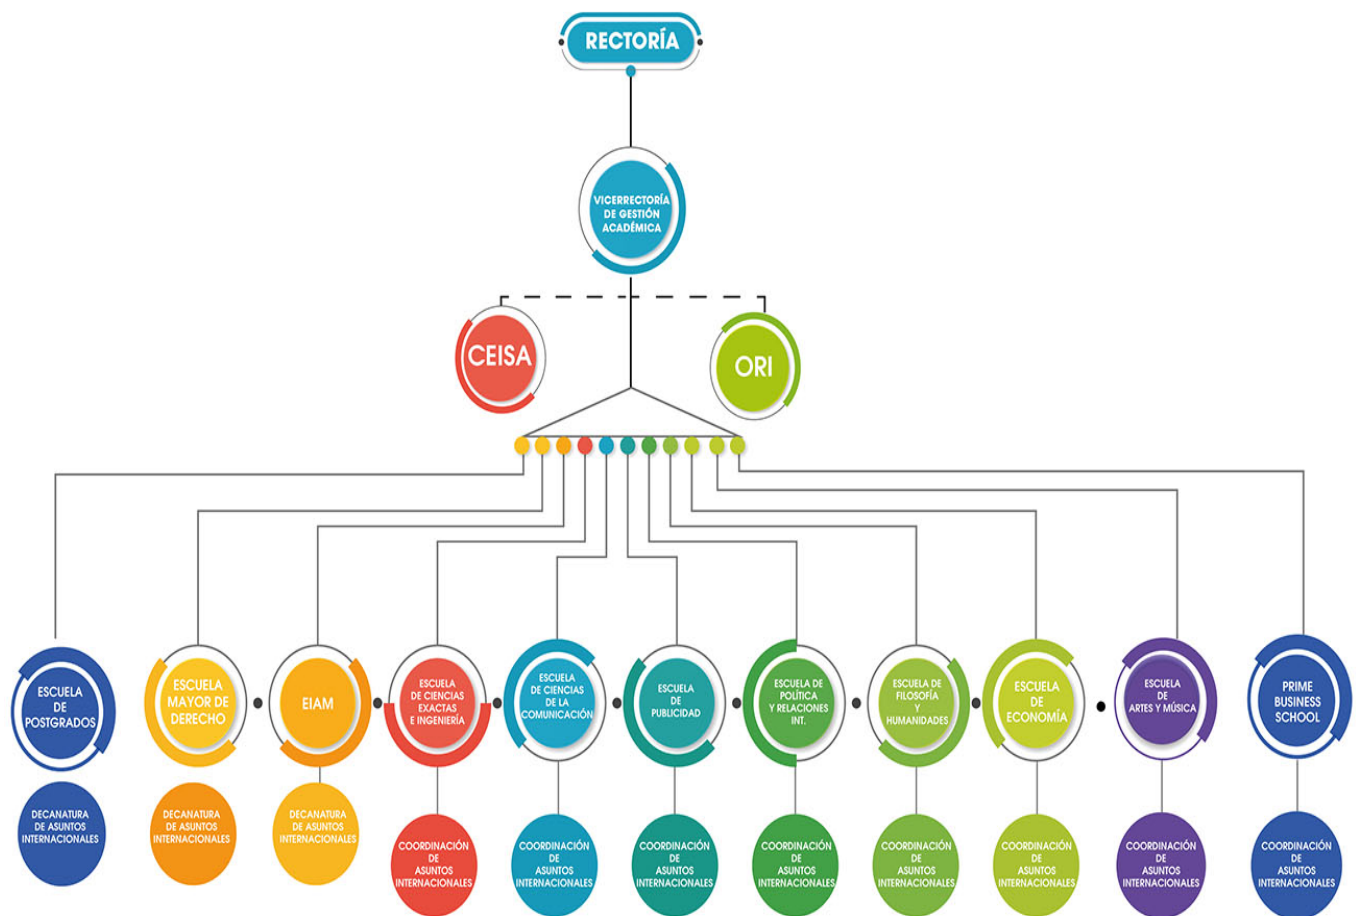 RECTORÍA
VICERRECTORÍA
DE GESTIÓN
ACADÉMICA
CEISA
ORI
ESCUELA
DE
POSTGRADOS
ESCUELA
MAYOR DE
DERECHO
EIAM
ESCUELA
DE CIENCIAS
EXACTAS
E INGENIERÍA
ESCUELA
DE CIENCIAS
DE LA
COMUNICACIÓN
ESCUELA
DE
PUBLICIDAD
ESCUELA DE
POLÍTICA
Y RELACIONES
INT.
ESCUELA DE
FILOSOFÍA
Y
HUMANIDADES
ESCUELA
DE
ECONOMÍA
ESCUELA
DE
ARTES Y MÚSICA
PRIME
BUSINESS
SCHOOL
DECANATURA
DE ASUNTOS
INTERNACIONALES
DECANATURA
DE ASUNTOS
INTERNACIONALES
DECANATURA
DE ASUNTOS
INTERNACIONALES
COORDINACIÓN
DE
ASUNTOS
INTERNACIONALES
COORDINACIÓN
DE
ASUNTOS
INTERNACIONALES
COORDINACIÓN
DE
ASUNTOS
INTERNACIONALES
COORDINACIÓN
DE
ASUNTOS
INTERNACIONALES
COORDINACIÓN
DE
ASUNTOS
INTERNACIONALES
COORDINACIÓN
DE
ASUNTOS
INTERNACIONALES
COORDINACIÓN
DE
ASUNTOS
INTERNACIONALES
COORDINACIÓN
DE
ASUNTOS
INTERNACIONALES